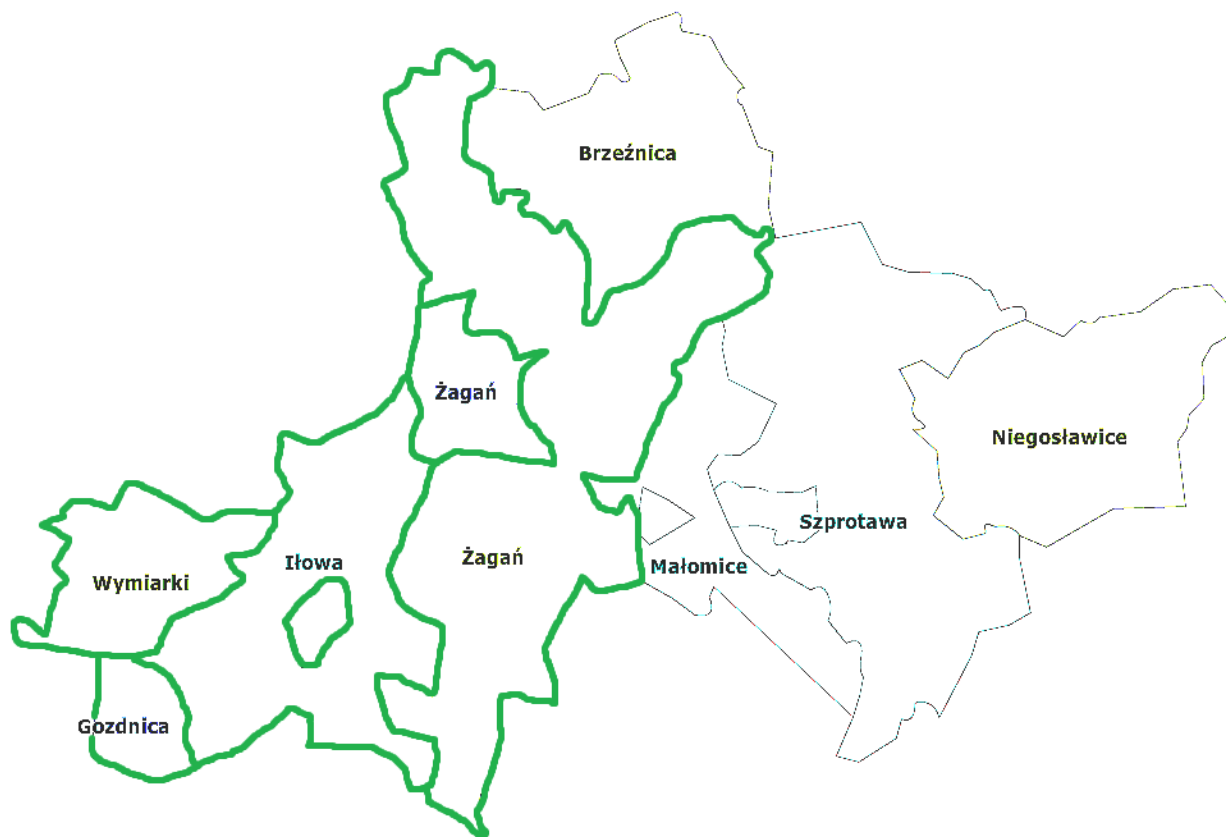 Brzeźnica
Żagań
Niegosławice
Szprotawa
Iłowa
Żagań
Małomice
Wymiarki
Gozdnica